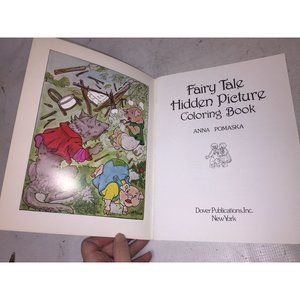 Fairy Tale
Hidden Picture
Coloring Book
ANNA POMASKA
Dover Publications, Inc.
New York